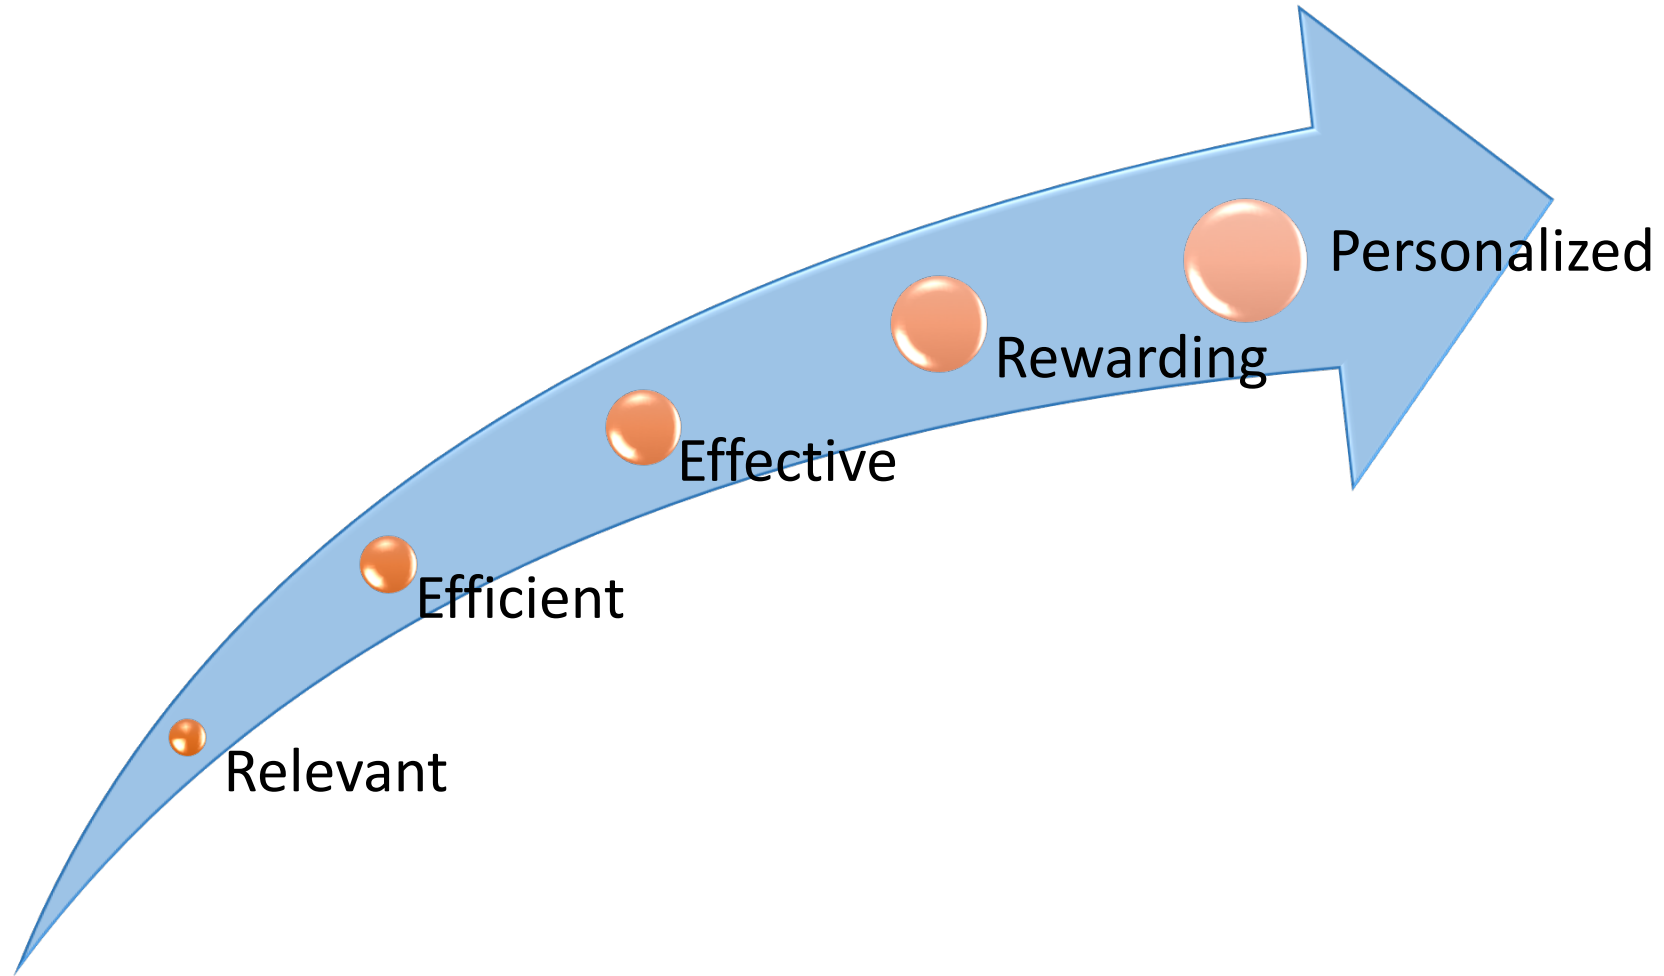 Personalized
Rewarding
Effective
Efficient
Relevant